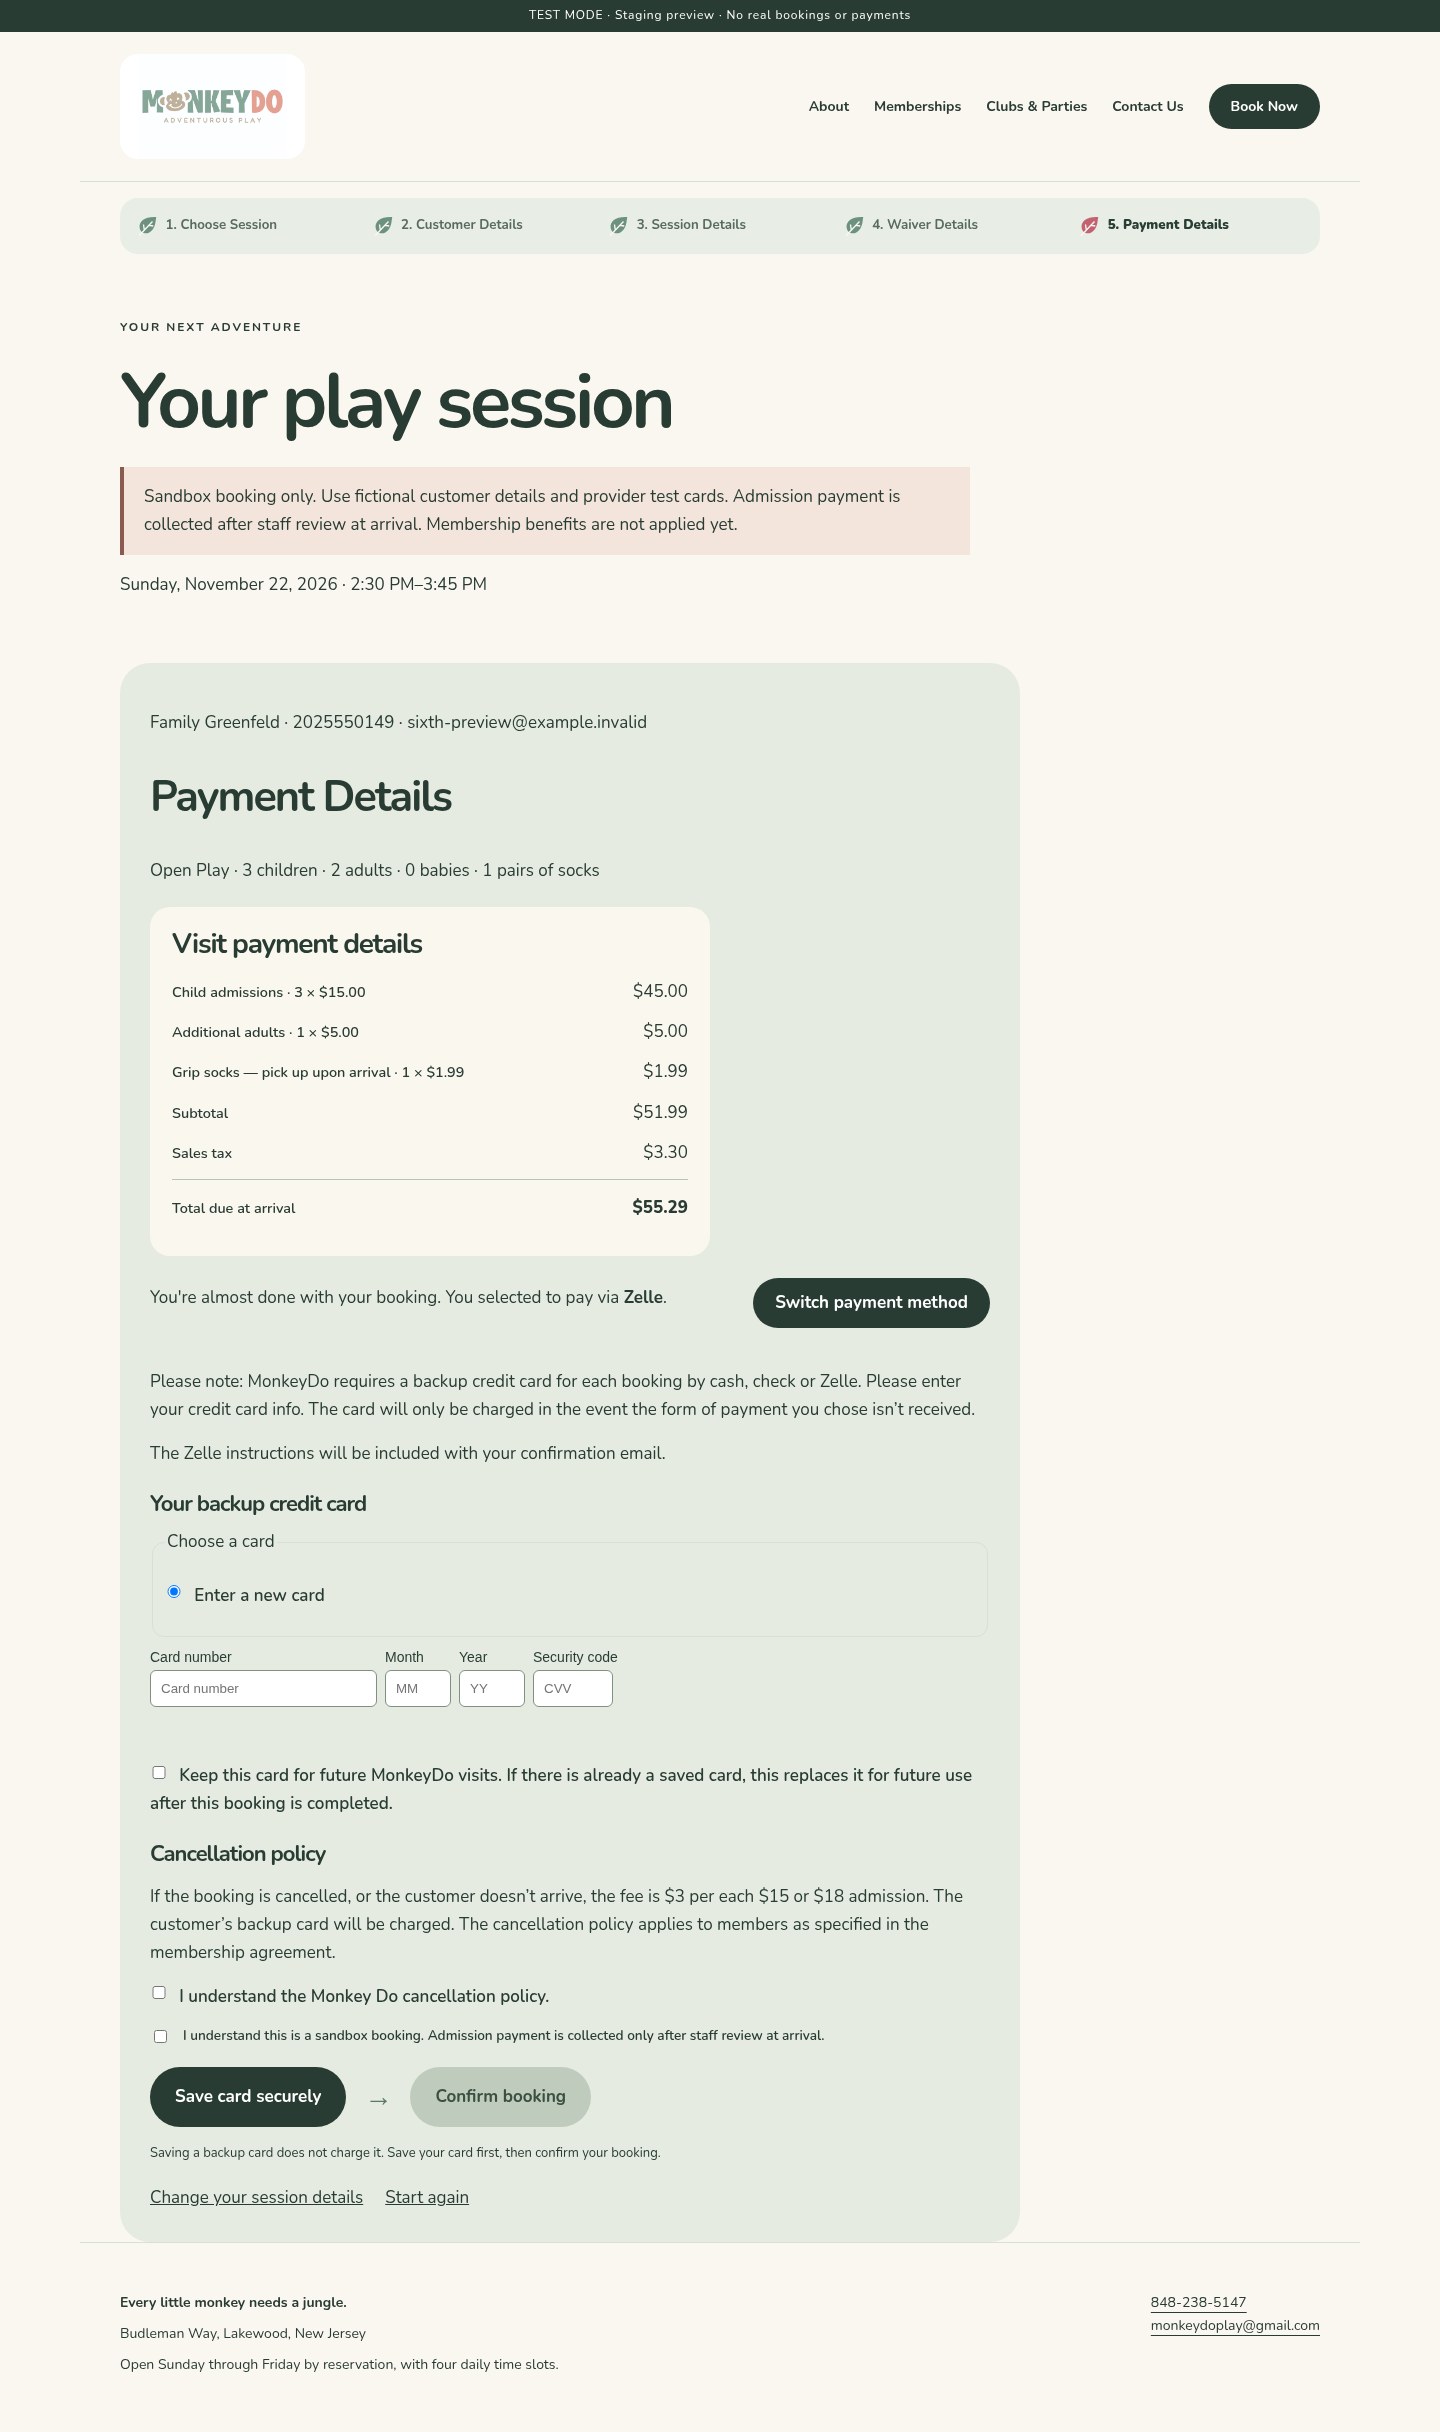 TEST MODE · Staging preview · No real bookings or payments
MONKEYDO
ADVENTUROUS PLAY
About Memberships Clubs & Parties Contact Us Book Now
1. Choose Session 2. Customer Details 3. Session Details 4. Waiver Details 5. Payment Details
YOUR NEXT ADVENTURE
Your play session
Sandbox booking only. Use fictional customer details and provider test cards. Admission payment is
collected after staff review at arrival. Membership benefits are not applied yet.
Sunday, November 22, 2026 · 2:30 PM–3:45 PM
Family Greenfeld · 2025550149 · sixth-preview@example.invalid
Payment Details
Open Play · 3 children · 2 adults · 0 babies · 1 pairs of socks
Visit payment details
Child admissions · 3 × $15.00 $45.00
Additional adults · 1 × $5.00 $5.00
Grip socks — pick up upon arrival · 1 × $1.99 $1.99
Subtotal $51.99
Sales tax $3.30
Total due at arrival $55.29
You're almost done with your booking. You selected to pay via Zelle. Switch payment method
Please note: MonkeyDo requires a backup credit card for each booking by cash, check or Zelle. Please enter
your credit card info. The card will only be charged in the event the form of payment you chose isn’t received.
The Zelle instructions will be included with your confirmation email.
Your backup credit card
Choose a card
Enter a new card
Card number Month Year Security code
Card number MM YY CVV
Keep this card for future MonkeyDo visits. If there is already a saved card, this replaces it for future use
after this booking is completed.
Cancellation policy
If the booking is cancelled, or the customer doesn’t arrive, the fee is $3 per each $15 or $18 admission. The
customer’s backup card will be charged. The cancellation policy applies to members as specified in the
membership agreement.
I understand the Monkey Do cancellation policy.
I understand this is a sandbox booking. Admission payment is collected only after staff review at arrival.
Save card securely → Confirm booking
Saving a backup card does not charge it. Save your card first, then confirm your booking.
Change your session details Start again
Every little monkey needs a jungle.
Budleman Way, Lakewood, New Jersey
Open Sunday through Friday by reservation, with four daily time slots.
848-238-5147
monkeydoplay@gmail.com